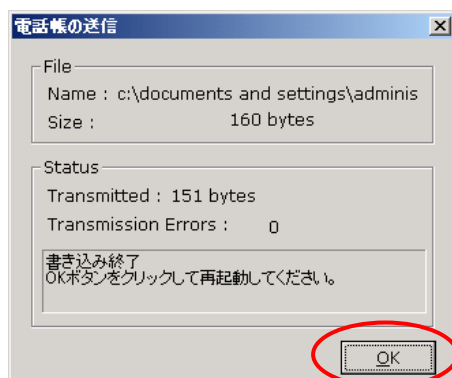 電話帳の送信
File
Name : c:\documents and settings\adminis
Size : 160 bytes
Status
Transmitted : 151 bytes
Transmission Errors : 0
書き込み終了
OKボタンをクリックして再起動してください。
OK